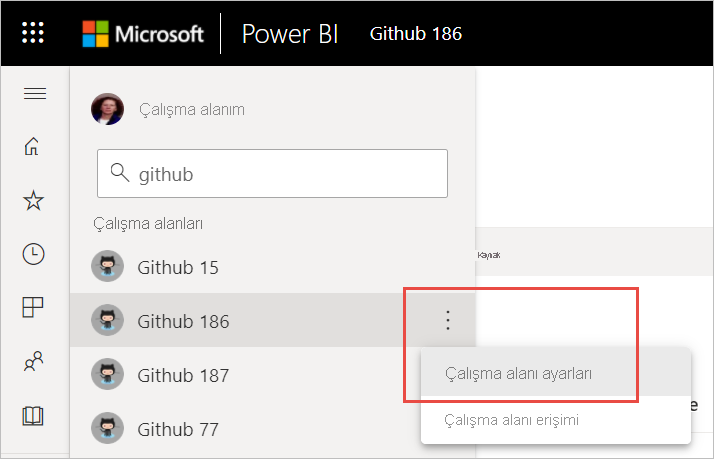 Microsoft Power BI Github 186
Çalışma alanım
github
Çalışma alanları
Github 15
Kaynak
Github 186
Github 187
Çalışma alanı ayarları
e
Çalışma alanı erişimi
Github 77